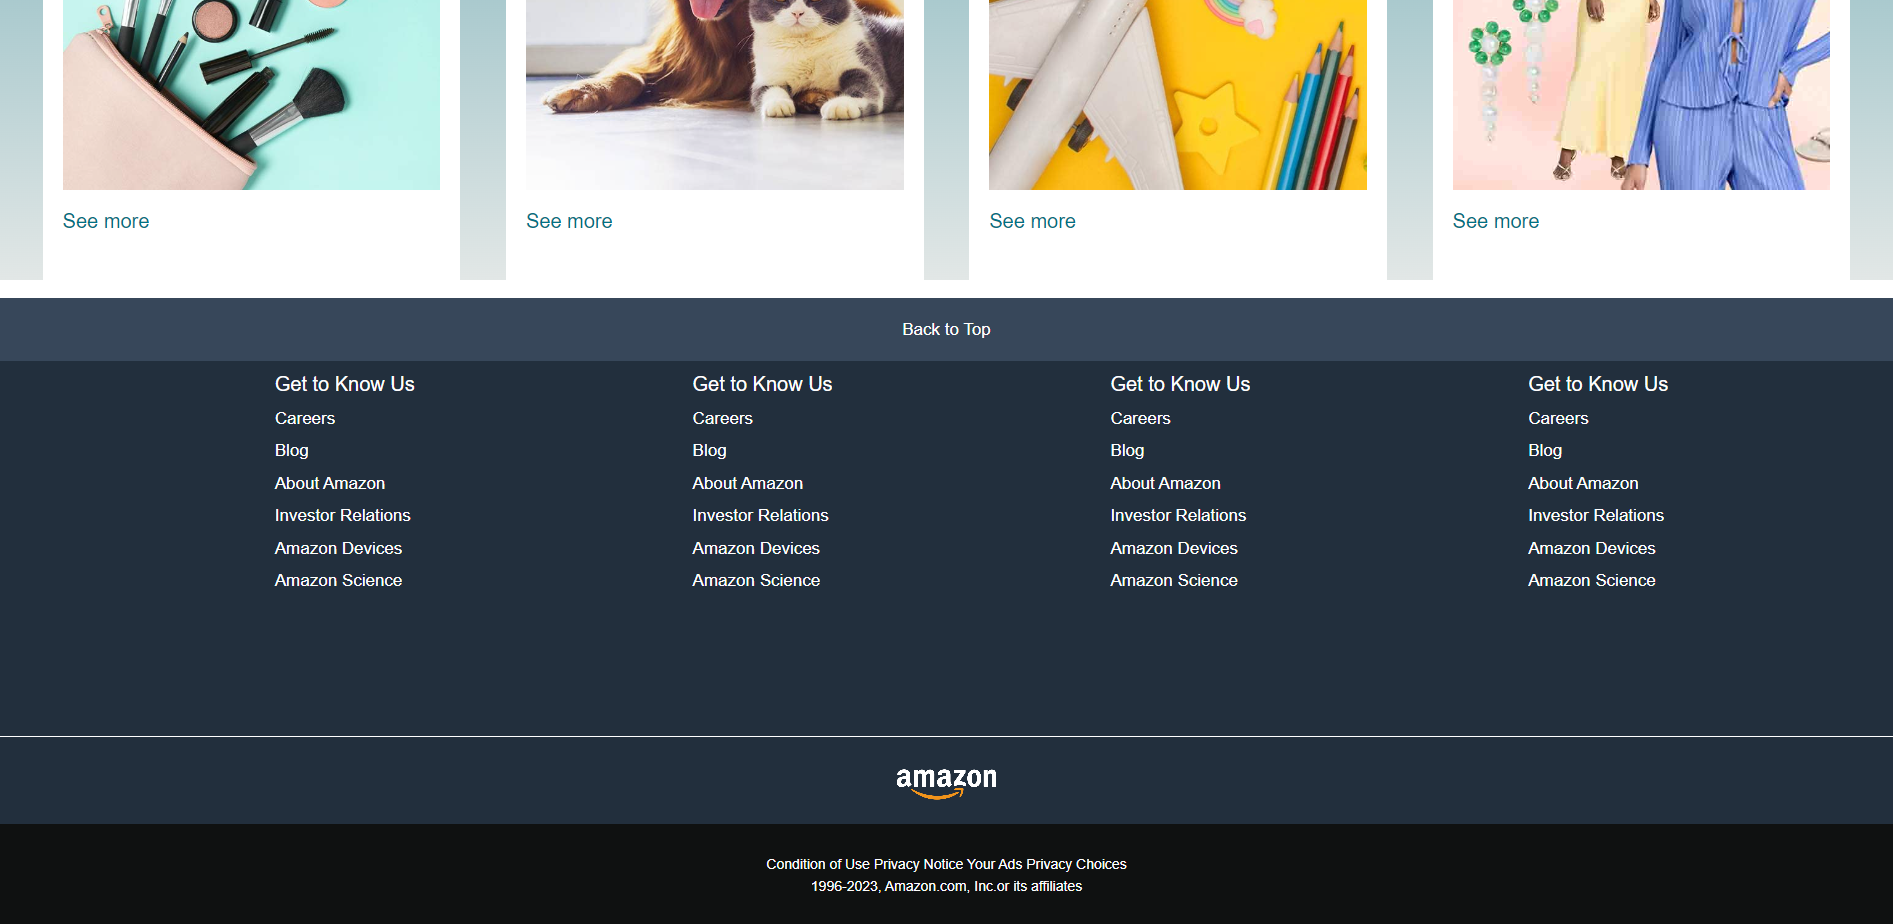 See more
See more
See more
See more
Back to Top
Get to Know Us
Careers
Blog
About Amazon
Investor Relations
Amazon Devices
Amazon Science
Get to Know Us
Careers
Blog
About Amazon
Investor Relations
Amazon Devices
Amazon Science
Get to Know Us
Careers
Blog
About Amazon
Investor Relations
Amazon Devices
Amazon Science
Get to Know Us
Careers
Blog
About Amazon
Investor Relations
Amazon Devices
Amazon Science
amazon
Condition of Use Privacy Notice Your Ads Privacy Choices
1996-2023, Amazon.com, Inc.or its affiliates